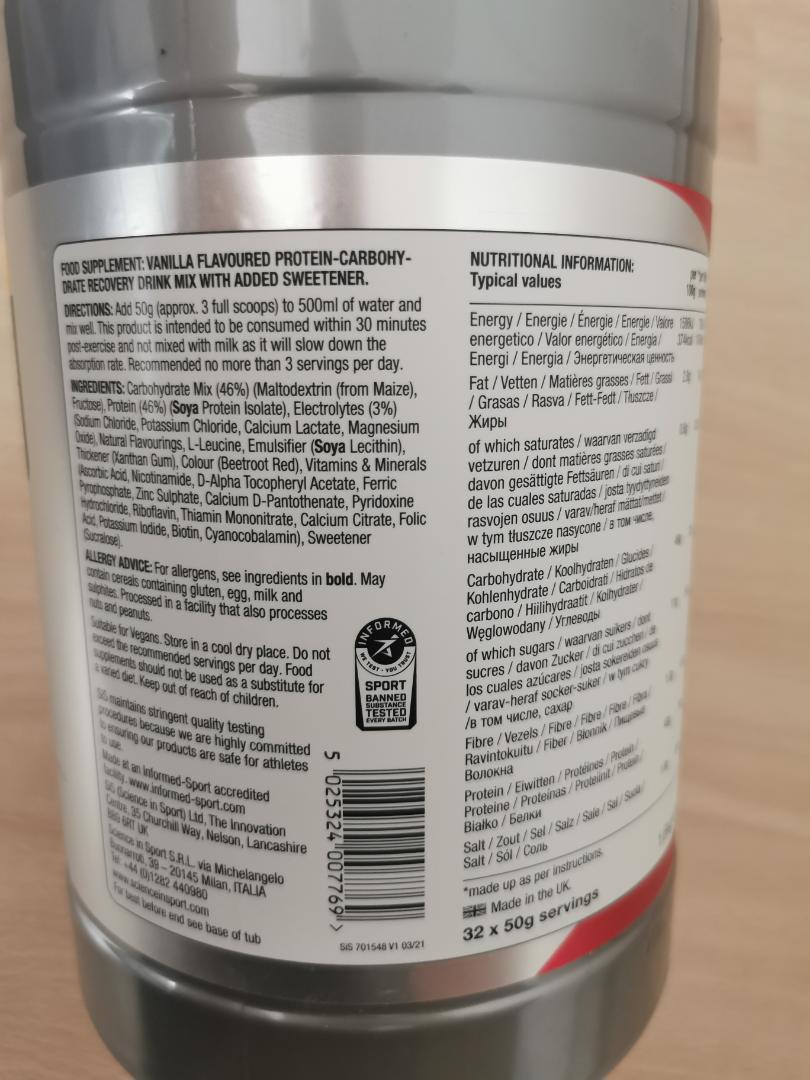 FOOD SUPPLEMENT: VANILLA FLAVOURED PROTEIN-CARBOHY-
DRATE RECOVERY DRINK MIX WITH ADDED SWEETENER.
DIRECTIONS: Add 50g (approx. 3 full scoops) to 500ml of water and
mix well. This product is intended to be consumed within 30 minutes
post-exercise and not mixed with milk as it will slow down the
absorption rate. Recommended no more than 3 servings per day.
INGREDIENTS: Carbohydrate Mix (46%) (Maltodextrin (from Maize),
Fructose), Protein (46%) (Soya Protein Isolate), Electrolytes (3%)
(Sodium Chloride, Potassium Chloride, Calcium Lactate, Magnesium
Oxide), Natural Flavourings, L-Leucine, Emulsifier (Soya Lecithin),
Thickener (Xanthan Gum), Colour (Beetroot Red), Vitamins & Minerals
(Ascorbic Acid, Nicotinamide, D-Alpha Tocopheryl Acetate, Ferric
Pyrophosphate, Zinc Sulphate, Calcium D-Pantothenate, Pyridoxine
Hydrochloride, Riboflavin, Thiamin Mononitrate, Calcium Citrate, Folic
Acid, Potassium Iodide, Biotin, Cyanocobalamin), Sweetener
(Sucralose).
ALLERGY ADVICE: For allergens, see ingredients in bold. May
contain cereals containing gluten, egg, milk and
sulphites. Processed in a facility that also processes
nuts and peanuts.
Suitable for Vegans. Store in a cool dry place. Do not
exceed the recommended servings per day. Food
supplements should not be used as a substitute for
a varied diet. Keep out of reach of children.
SiS maintains stringent quality testing
procedures because we are highly committed
to ensuring our products are safe for athletes
to use.
Made at an Informed-Sport accredited
facility. www.informed-sport.com
SiS (Science in Sport) Ltd, The Innovation
Centre, 35 Churchill Way, Nelson, Lancashire
BB9 6RT UK
Science in Sport S.R.L. via Michelangelo
Buonarroti, 39 – 20145 Milan, ITALIA
Tel: +44 (0)1282 440980
www.scienceinsport.com
For best before end see base of tub
INFORMED
WE TEST · YOU TRUST
SPORT
BANNED
SUBSTANCE
TESTED
EVERY BATCH
5 025324 007769 >
SiS 701548 V1 03/21
NUTRITIONAL INFORMATION:
Typical values
per
100g
Energy / Energie / Énergie / Energie / Valore
energetico / Valor energético / Energia /
Energi / Energia / Энергетическая ценность
Fat / Vetten / Matières grasses / Fett / Grassi
/ Grasas / Rasva / Fett-Fedt / Tłuszcze /
Жиры
of which saturates / waarvan verzadigd
vetzuren / dont matières grasses saturées /
davon gesättigte Fettsäuren / di cui saturi /
de las cuales saturadas / josta tyydyttyneiden
rasvojen osuus / varav/heraf mättat/mettet /
w tym tłuszcze nasycone / в том числе,
насыщенные жиры
Carbohydrate / Koolhydraten / Glucides /
Kohlenhydrate / Carboidrati / Hidratos de
carbono / Hiilihydraatit / Kolhydrater /
Węglowodany / Углеводы
of which sugars / waarvan suikers / dont
sucres / davon Zucker / di cui zuccheri / de
los cuales azúcares / josta sokereiden osuus
/ varav-heraf socker-suker / w tym cukry
/в том числе, сахар
Fibre / Vezels / Fibre / Fibre / Fibre / Fibra /
Ravintokuitu / Fiber / Błonnik / Пищевые
Волокна
Protein / Eiwitten / Protéines / Protein /
Proteine / Proteinas / Proteiinit / Protein /
Białko / Белки
Salt / Zout / Sel / Salz / Sale / Sal / Suola /
Salt / Sól / Соль
*made up as per instructions.
Made in the UK.
32 x 50g servings